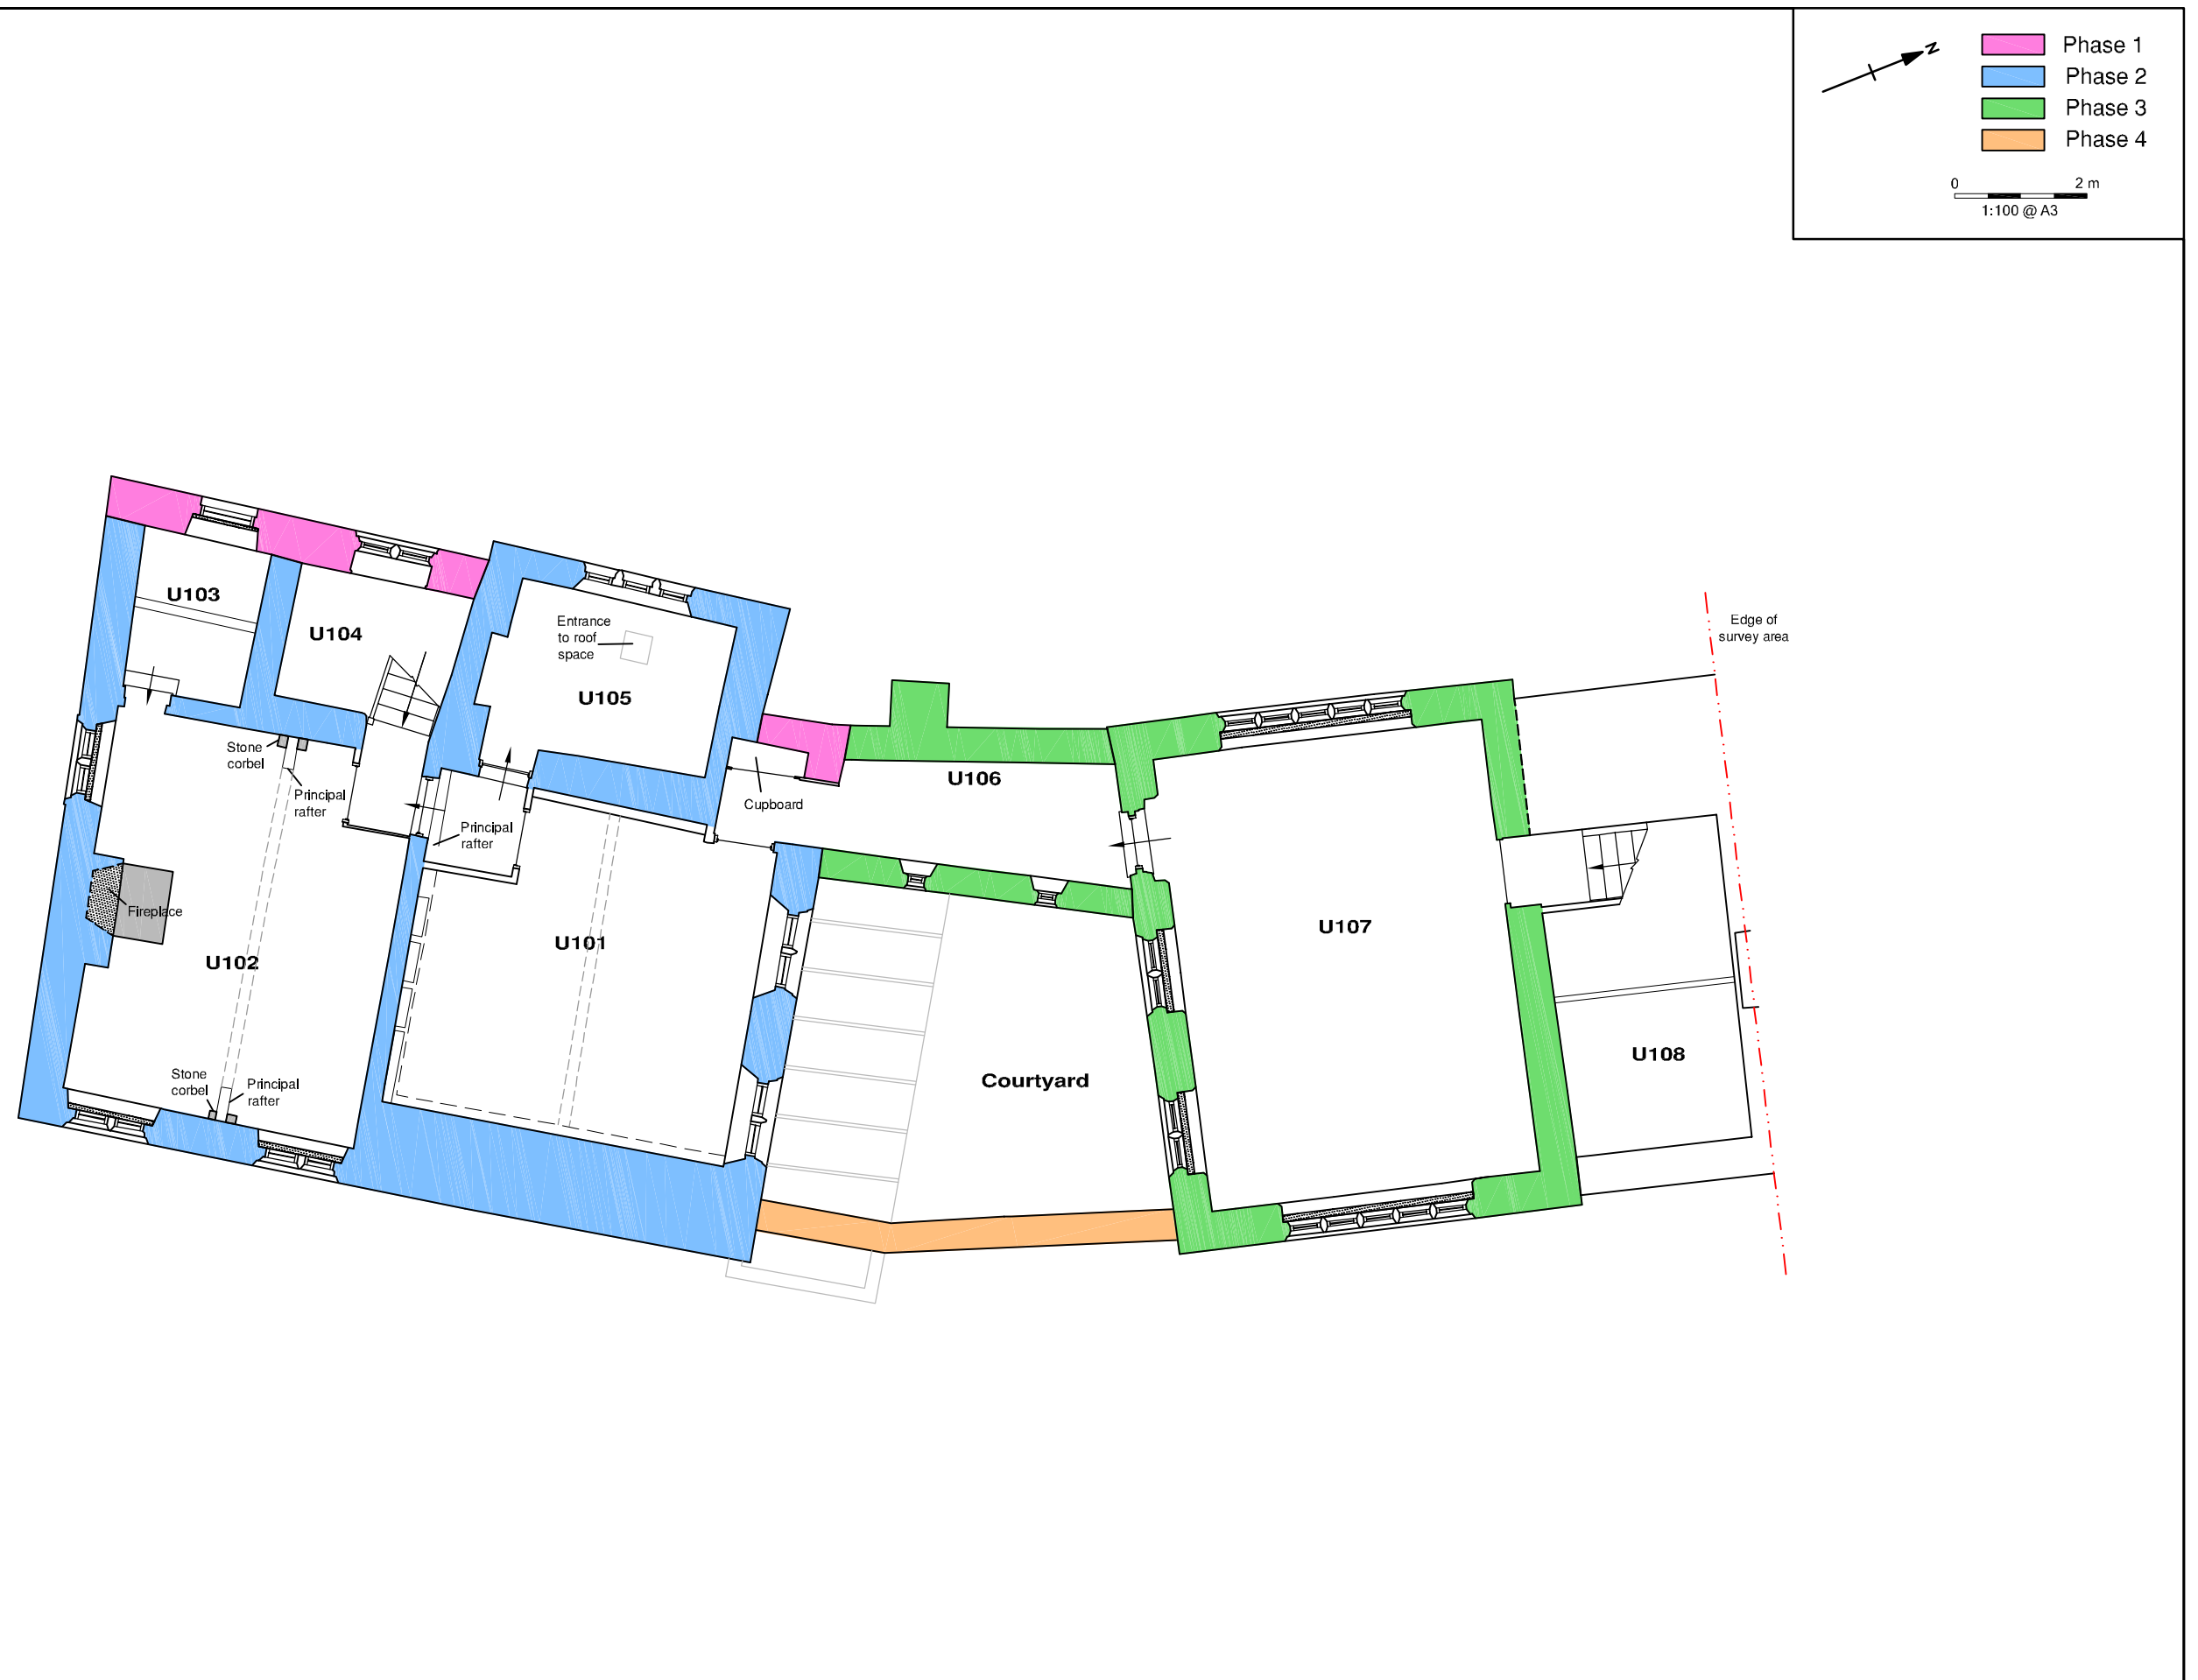 N
Phase 1
Phase 2
Phase 3
Phase 4
0 2 m
1:100 @ A3
Edge of
survey area
U103
U104
Entrance
to roof
space
U105
Stone
corbel
Principal
rafter
Principal
rafter
Cupboard
U106
Fireplace
U102
U101
U107
Courtyard
U108
Stone
corbel
Principal
rafter